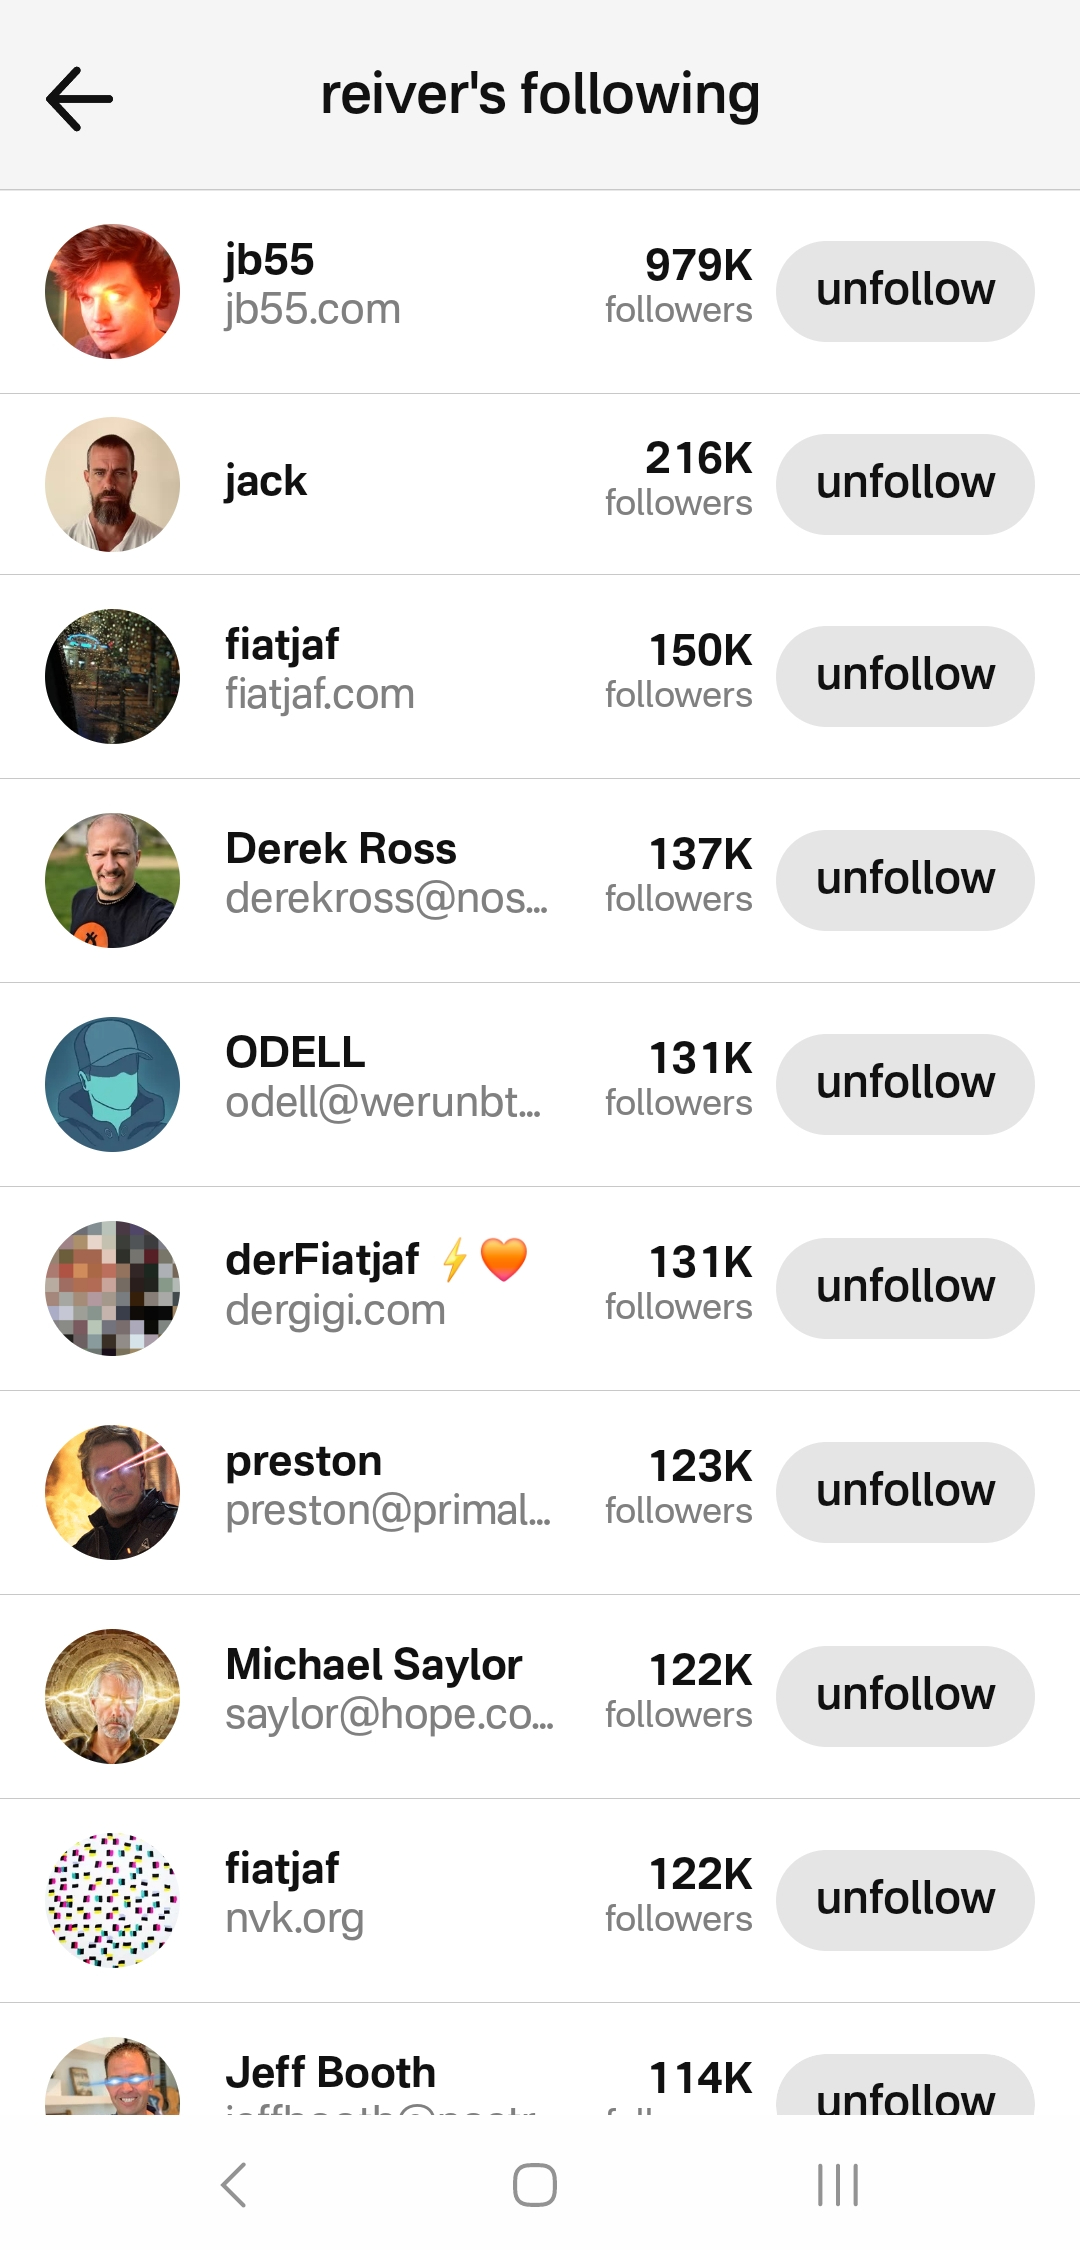 reiver's following
jb55
jb55.com
979K
followers
unfollow
jack
216K
followers
unfollow
fiatjaf
fiatjaf.com
150K
followers
unfollow
Derek Ross
derekross@nos...
137K
followers
unfollow
ODELL
odell@werunbt...
131K
followers
unfollow
derFiatjaf ⚡🧡
dergigi.com
131K
followers
unfollow
preston
preston@primal...
123K
followers
unfollow
Michael Saylor
saylor@hope.co...
122K
followers
unfollow
fiatjaf
nvk.org
122K
followers
unfollow
Jeff Booth
114K
unfollow